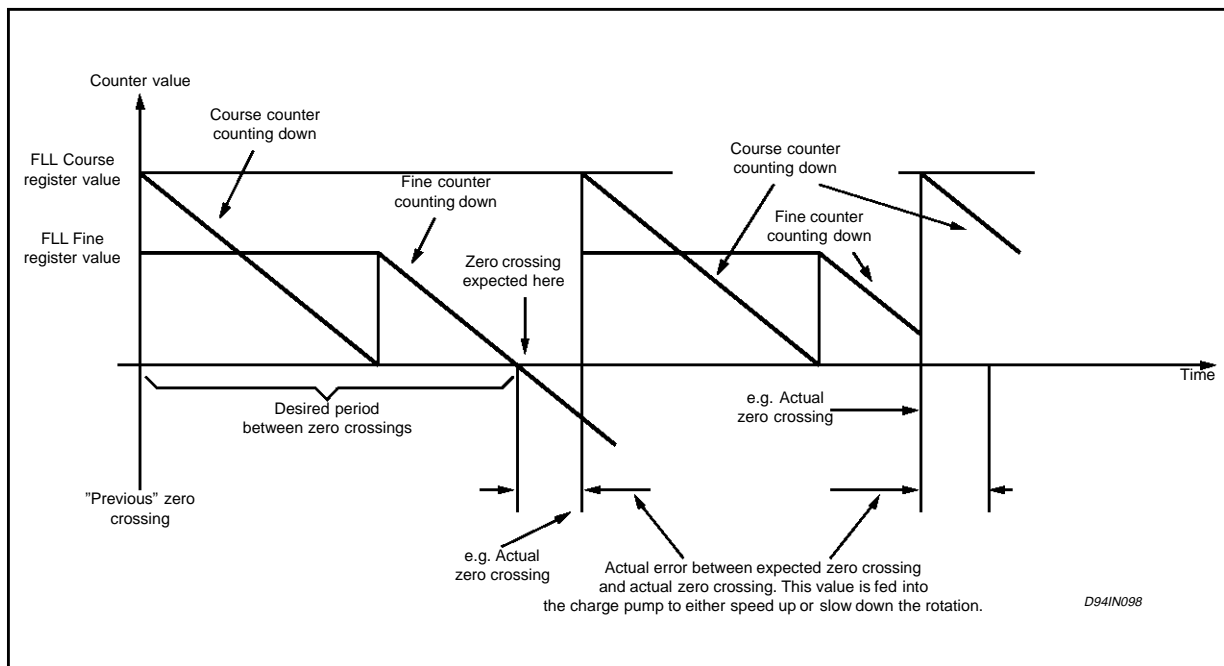 Counter value
Course counter
counting down
FLL Course
register value
Fine counter
counting down
Course counter
counting down
Fine counter
counting down
FLL Fine
register value
Zero crossing
expected here
Time
Desired period
between zero crossings
e.g. Actual
zero crossing
”Previous” zero
crossing
e.g. Actual
zero crossing
Actual error between expected zero crossing
and actual zero crossing. This value is fed into
the charge pump to either speed up or slow down the rotation.
D94IN098